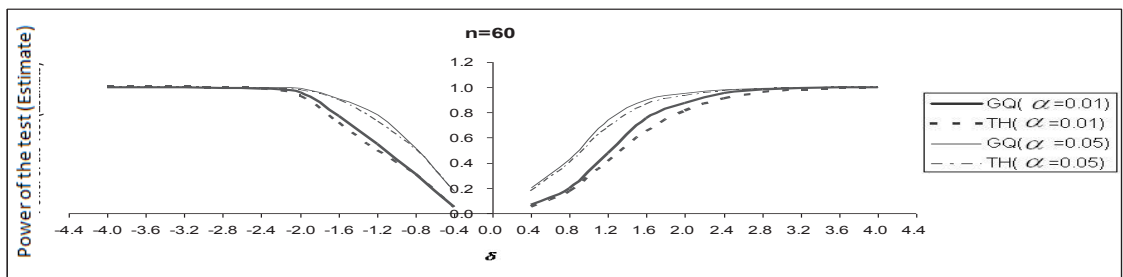 n=60
Power of the test (Estimate)
1.2
1.0
0.8
0.6
0.4
0.2
0.0
-4.4 -4.0 -3.6 -3.2 -2.8 -2.4 -2.0 -1.6 -1.2 -0.8 -0.4 0.0 0.4 0.8 1.2 1.6 2.0 2.4 2.8 3.2 3.6 4.0 4.4
δ
GQ( α =0.01)
TH( α =0.01)
GQ( α =0.05)
TH( α =0.05)